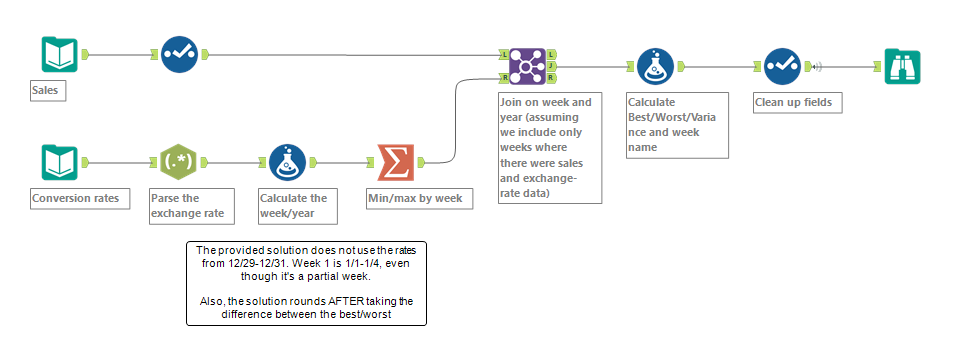 L
L
J
R
R
Sales
Join on week and
year (assuming
we include only
weeks where
there were sales
and exchange-
rate data)
Calculate
Best/Worst/Varia
nce and week
name
Clean up fields
(.*)
Conversion rates
Parse the
exchange rate
Calculate the
week/year
Σ
Min/max by week
The provided solution does not use the rates
from 12/29-12/31. Week 1 is 1/1-1/4, even
though it's a partial week.
Also, the solution rounds AFTER taking the
difference between the best/worst